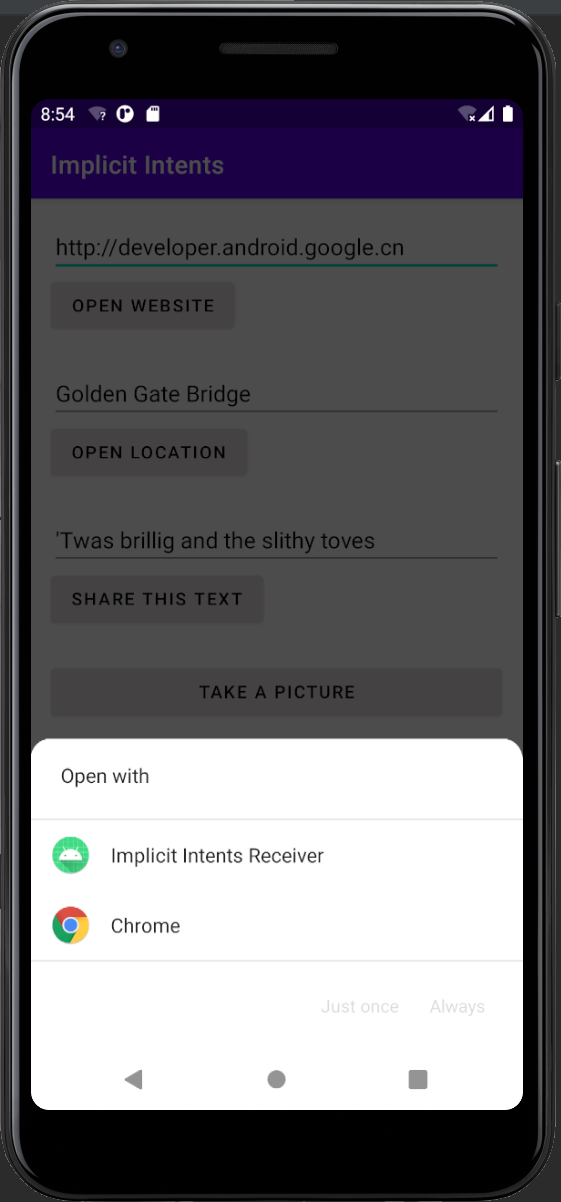 8:54
Implicit Intents
http://developer.android.google.cn
OPEN WEBSITE
Golden Gate Bridge
OPEN LOCATION
'Twas brillig and the slithy toves
SHARE THIS TEXT
TAKE A PICTURE
Open with
Implicit Intents Receiver
Chrome
Just once Always